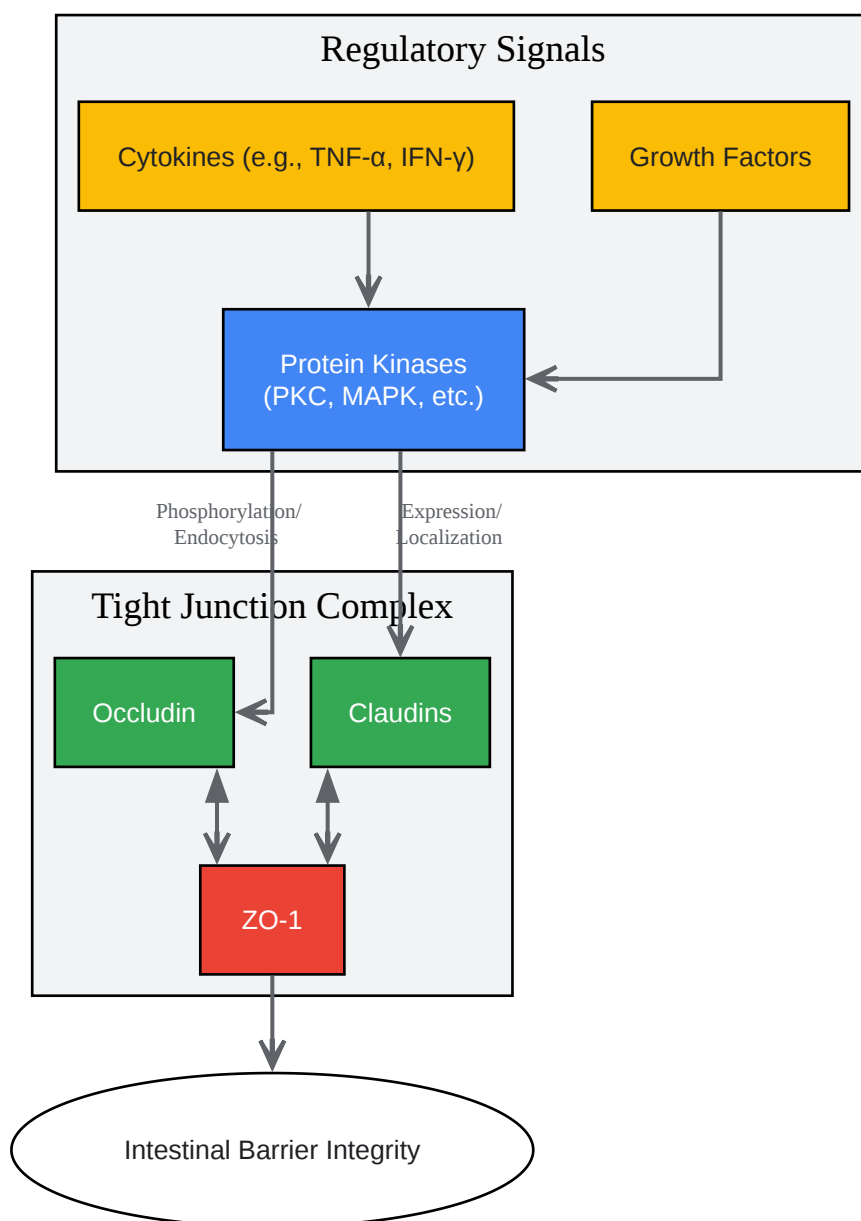 Regulatory Signals
Cytokines (e.g., TNF-α, IFN-γ)
Growth Factors
Protein Kinases
(PKC, MAPK, etc.)
Phosphorylation/
Endocytosis
Expression/
Localization
Tight Junction Complex
Occludin
Claudins
ZO-1
Intestinal Barrier Integrity